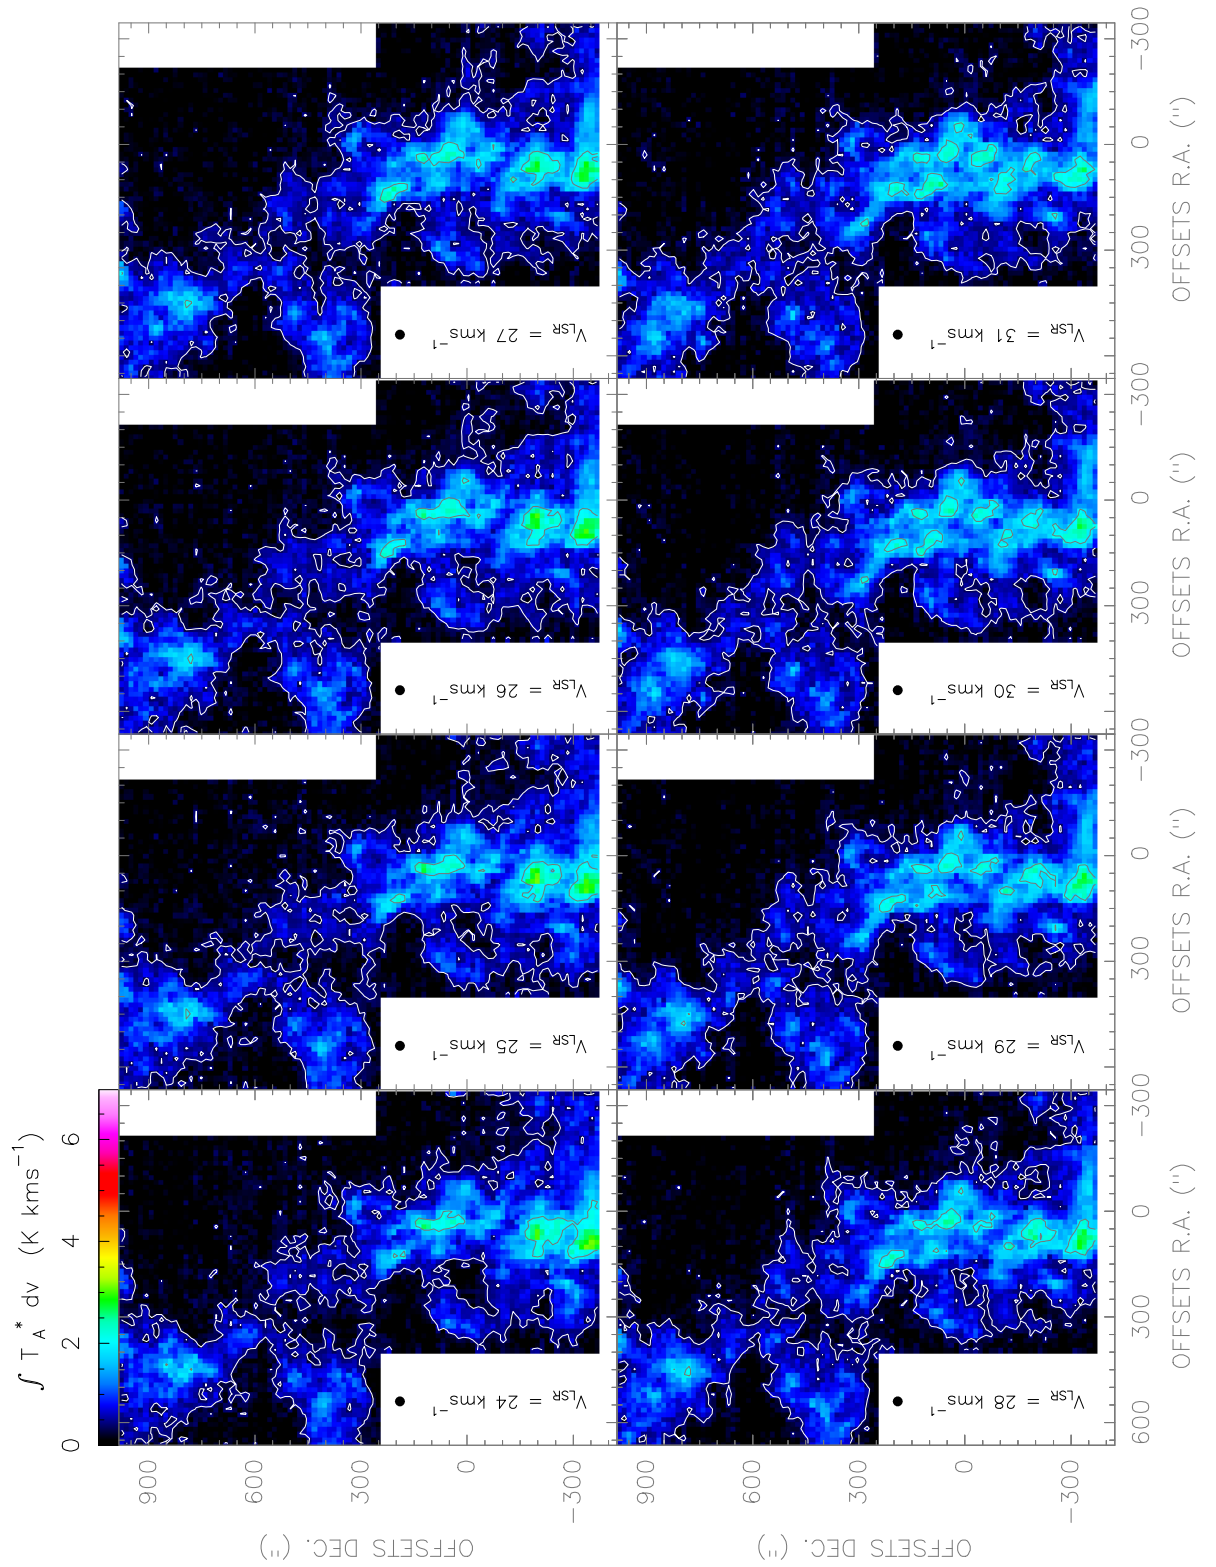 ∫ T_A* dv (K kms⁻¹)
0 2 4 6
V_LSR = 24 kms⁻¹
V_LSR = 25 kms⁻¹
V_LSR = 26 kms⁻¹
V_LSR = 27 kms⁻¹
V_LSR = 28 kms⁻¹
V_LSR = 29 kms⁻¹
V_LSR = 30 kms⁻¹
V_LSR = 31 kms⁻¹
900 600 300 0 −300
900 600 300 0 −300
OFFSETS DEC. (")
OFFSETS DEC. (")
600 300 0 −300
300 0 −300
300 0 −300
300 0 −300
OFFSETS R.A. (")
OFFSETS R.A. (")
OFFSETS R.A. (")
OFFSETS R.A. (")